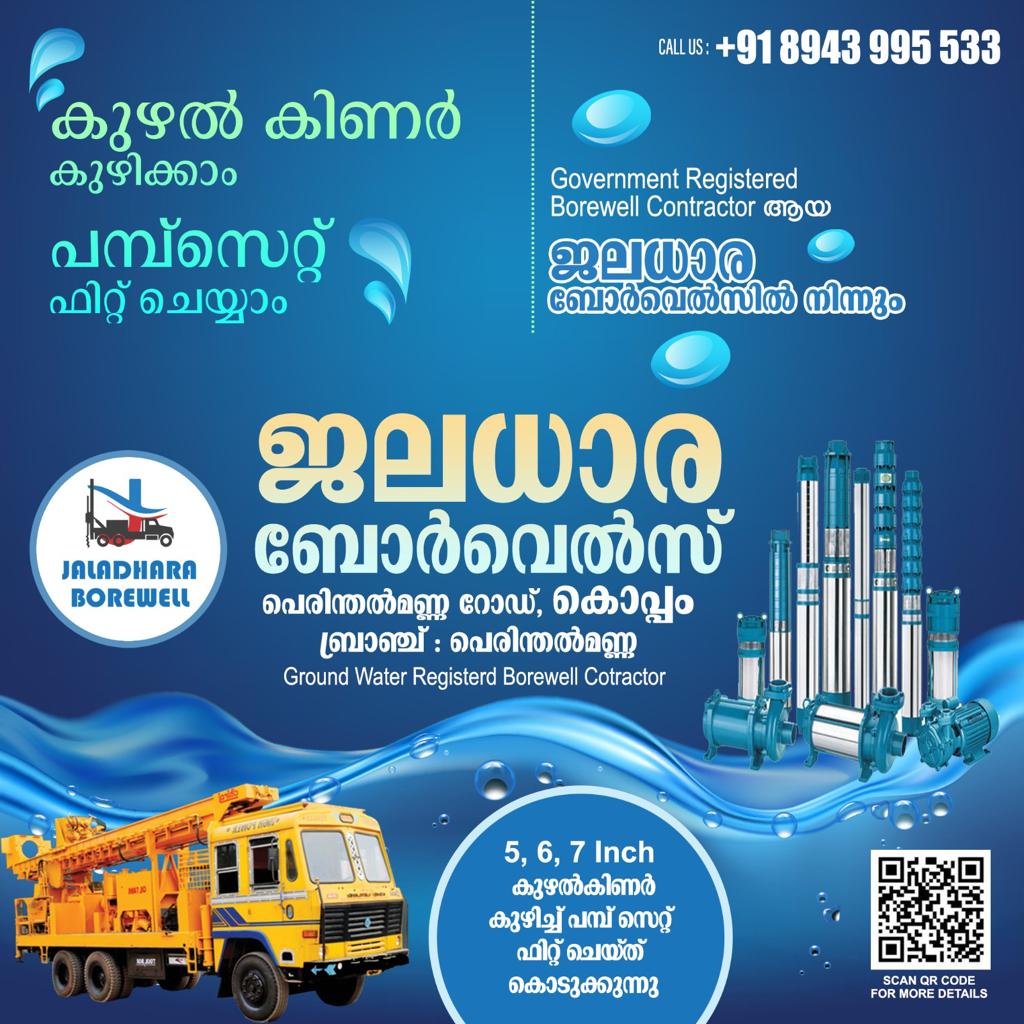 CALL US : +91 8943 995 533
കുഴൽ കിണർ
കുഴിക്കാം
പമ്പ്സെറ്റ്
ഫിറ്റ് ചെയ്യാം
Government Registered
Borewell Contractor ആയ
ജലധാര
ബോർവെൽസിൽ നിന്നും
ജലധാര
ബോർവെൽസ്
പെരിന്തൽമണ്ണ റോഡ്, കൊപ്പം
ബ്രാഞ്ച് : പെരിന്തൽമണ്ണ
Ground Water Registerd Borewell Cotractor
JALADHARA
BOREWELL
5, 6, 7 Inch
കുഴൽകിണർ
കുഴിച്ച് പമ്പ് സെറ്റ്
ഫിറ്റ് ചെയ്ത്
കൊടുക്കുന്നു
SCAN QR CODE
FOR MORE DETAILS